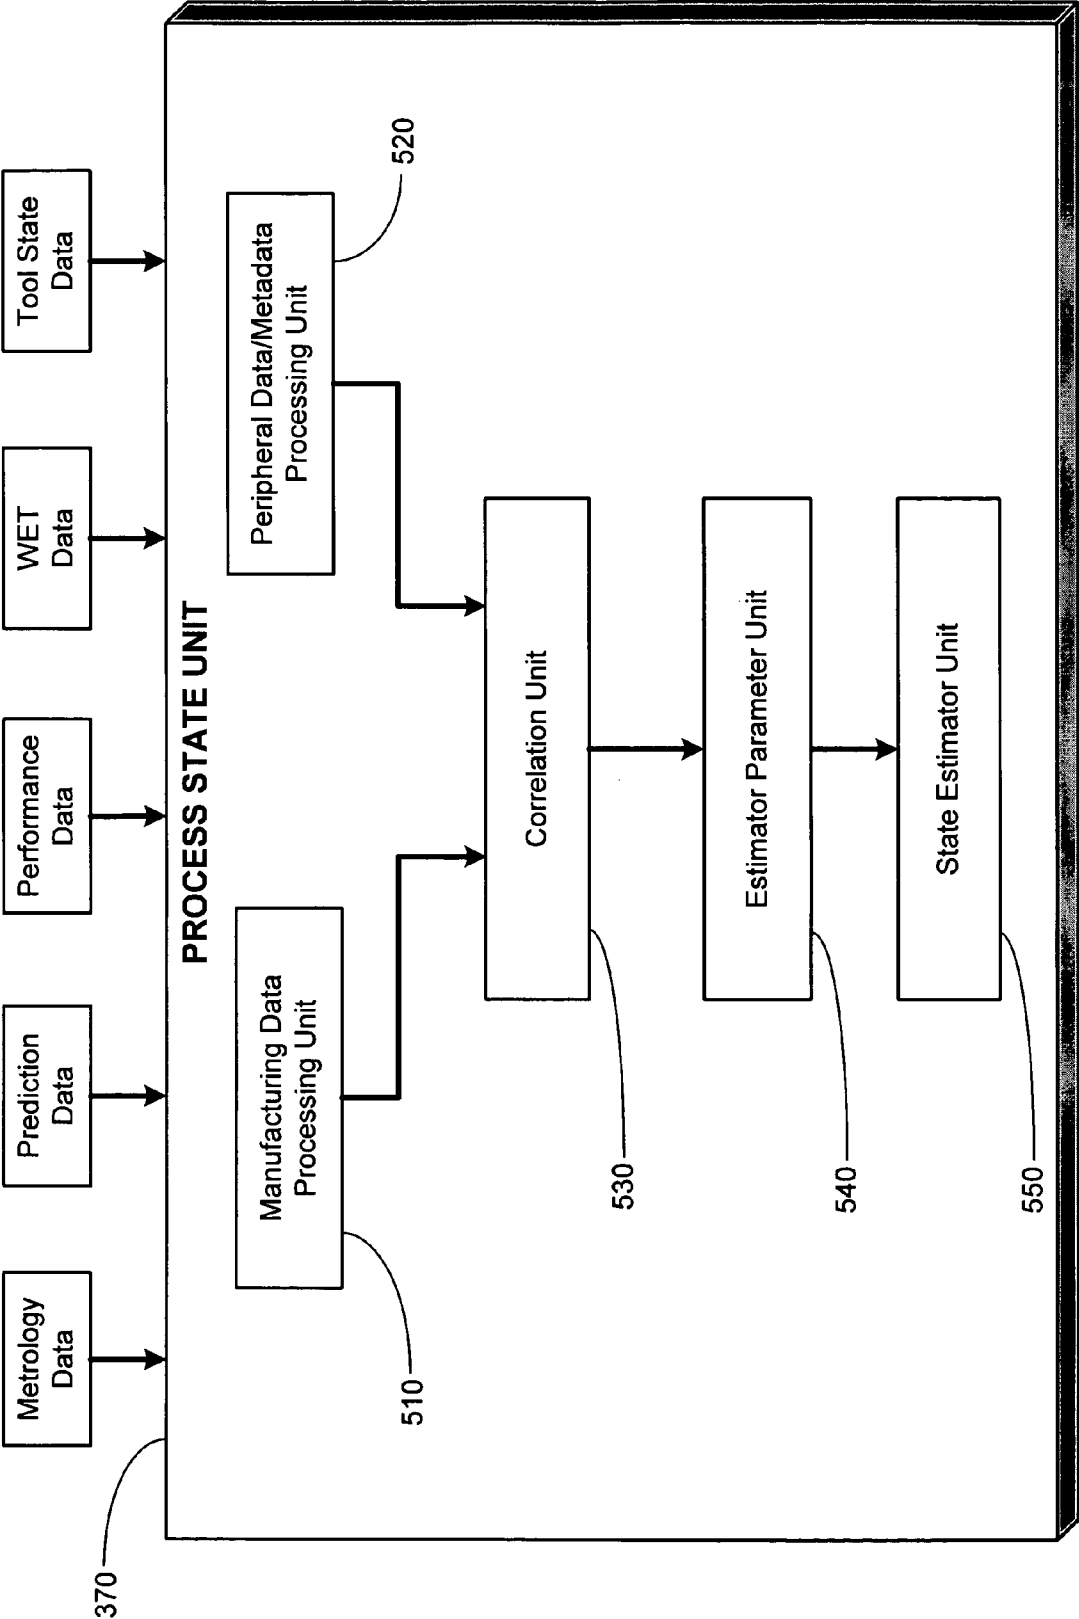 Metrology
Data
Prediction
Data
Performance
Data
WET
Data
Tool State
Data
370
PROCESS STATE UNIT
Manufacturing Data
Processing Unit
510
Peripheral Data/Metadata
Processing Unit
520
Correlation Unit
530
Estimator Parameter Unit
540
State Estimator Unit
550